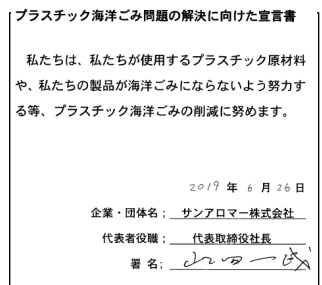 プラスチック海洋ごみ問題の解決に向けた宣言書
私たちは、私たちが使用するプラスチック原材料
や、私たちの製品が海洋ごみにならないよう努力す
る等、プラスチック海洋ごみの削減に努めます。
2019 年 6 月 26 日
企業・団体名; サンアロマー株式会社
代表者役職; 代表取締役社長
署 名; 山田一成